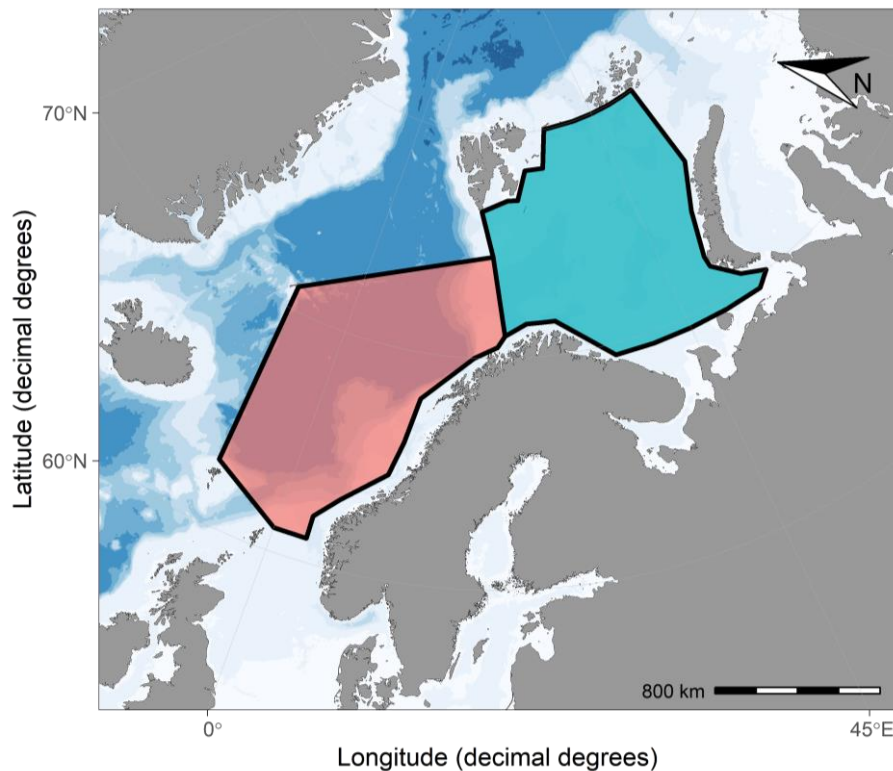 70°N
N
60°N
Latitude (decimal degrees)
800 km
0°
45°E
Longitude (decimal degrees)